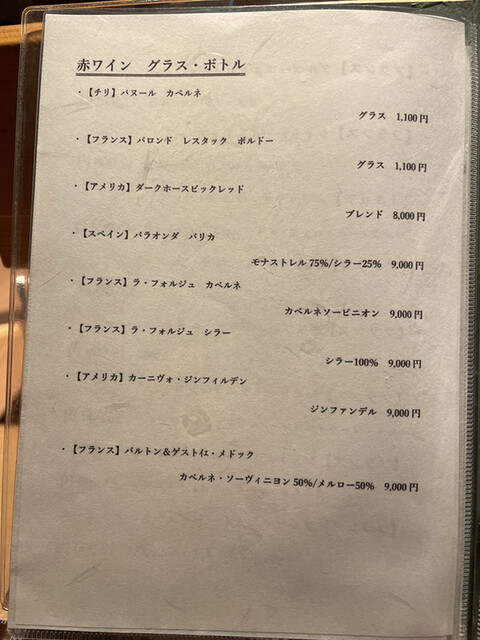 赤ワイン　グラス・ボトル
・【チリ】パヌール　カベルネ
グラス　1,100円
・【フランス】バロンド　レスタック　ボルドー
グラス　1,100円
・【アメリカ】ダークホースビックレッド
ブレンド　8,000円
・【スペイン】バラオンダ　バリカ
モナストレル75%/シラー25%　9,000円
・【フランス】ラ・フォルジュ　カベルネ
カベルネソービニオン　9,000円
・【フランス】ラ・フォルジュ　シラー
シラー100%　9,000円
・【アメリカ】カーニヴォ・ジンフィルデン
ジンファンデル　9,000円
・【フランス】バルトン＆ゲストイエ・メドック
カベルネ・ソーヴィニヨン50%/メルロー50%　9,000円